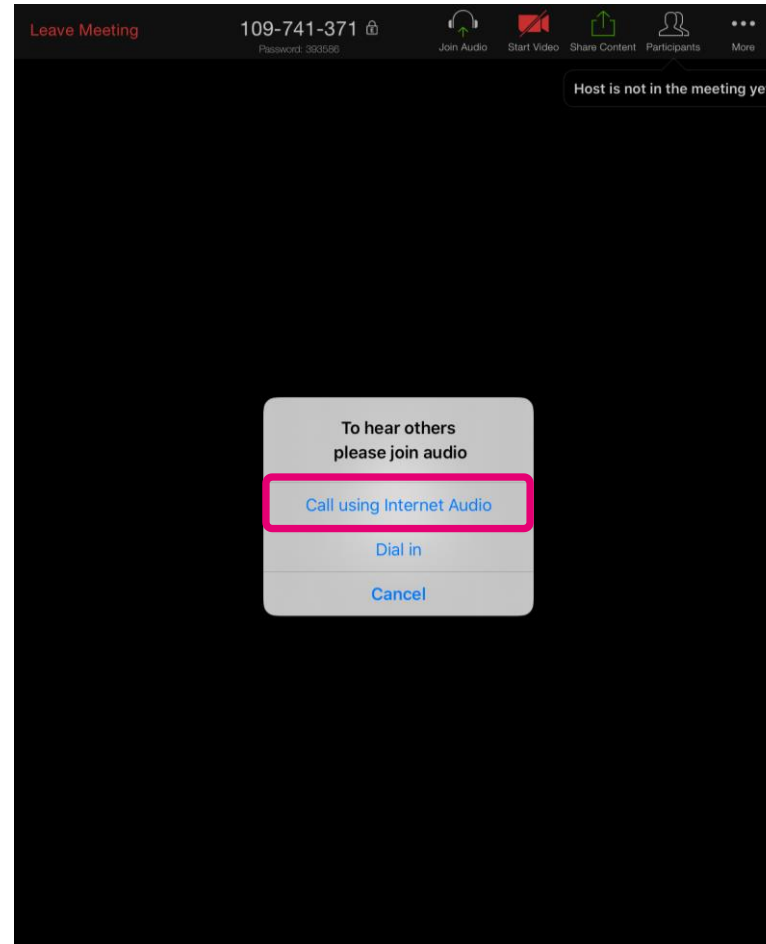 Leave Meeting
109-741-371
Password: 393586
Join Audio
Start Video
Share Content
Participants
More
Host is not in the meeting ye
To hear others
please join audio
Call using Internet Audio
Dial in
Cancel